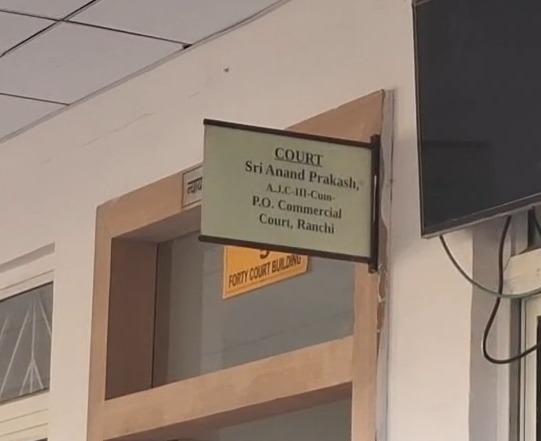 COURT
Sri Anand Prakash,
A.J.C-III-Cum-
P.O. Commercial
Court, Ranchi
FORTY COURT BUILDING